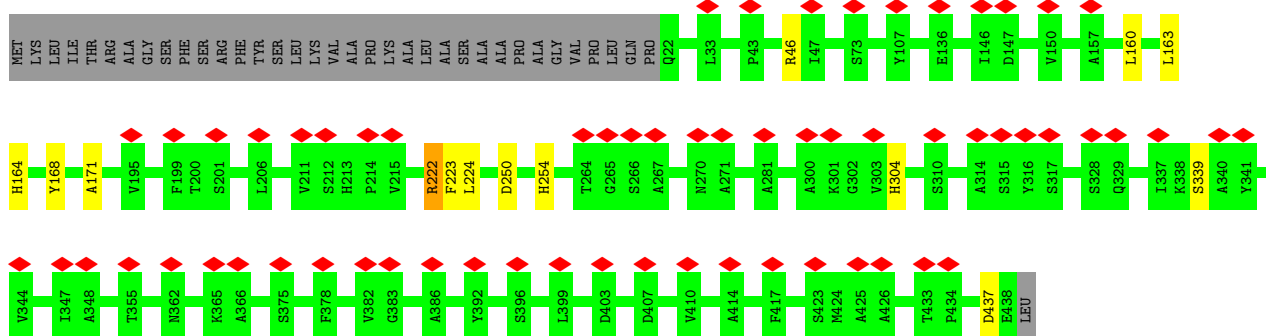 MET LYS LEU ILE THR ARG ALA GLY SER PHE SER ARG PHE TYR SER LEU LYS VAL ALA ALA PRO LYS ALA LEU ALA SER ALA ALA PRO ALA GLY VAL PRO LEU GLN PRO Q22 L33 P43 R46 I47 S73 Y107 E136 I146 D147 V150 A157 L160 L163
H164 Y168 A171 V195 F199 T200 S201 L206 V211 S212 H213 P214 V215 R222 F223 L224 D250 H254 T264 G265 S266 A267 N270 A271 A281 A300 K301 G302 V303 H304 S310 A314 S315 Y316 S317 S328 Q329 I337 K338 S339 A340 Y341
V344 I347 A348 T355 N362 K365 A366 S375 F378 V382 G383 A386 Y392 S396 L399 D403 D407 V410 A414 F417 S423 M424 A425 A426 T433 P434 D437 E438 LEU